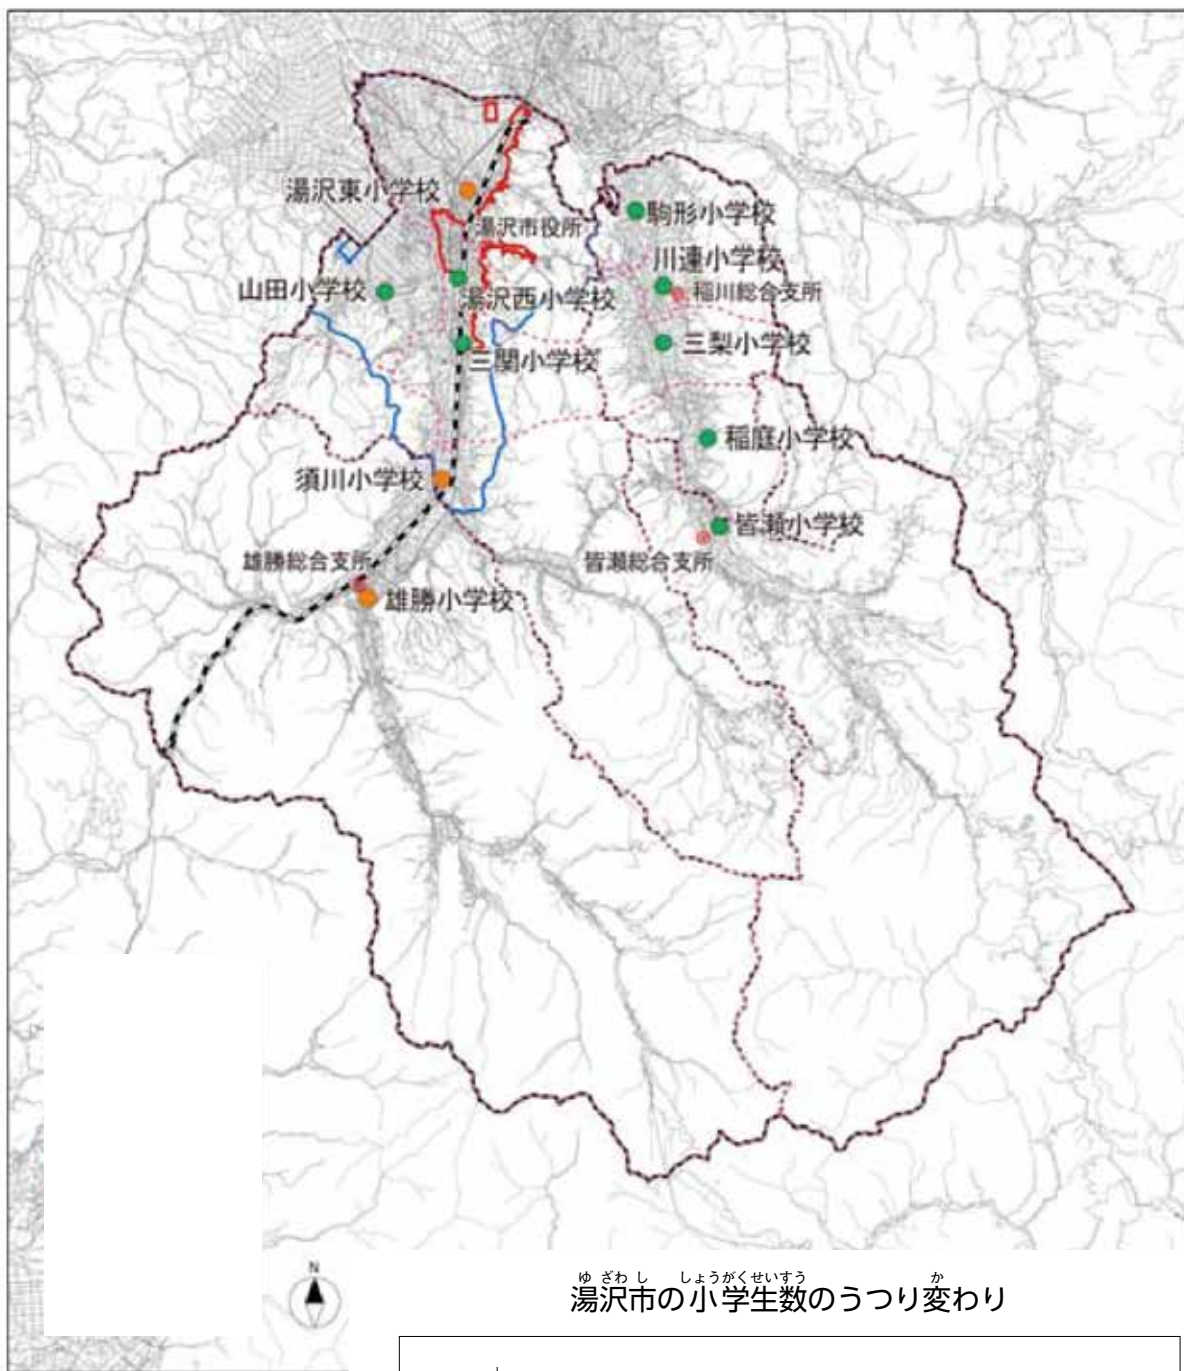 湯沢東小学校
駒形小学校
湯沢市役所
川連小学校
山田小学校
湯沢西小学校
稲川総合支所
三関小学校
三梨小学校
稲庭小学校
須川小学校
皆瀬小学校
雄勝総合支所
皆瀬総合支所
雄勝小学校
N
ゆざわし しょうがくせいすう か
湯沢市の小学生数のうつり変わり